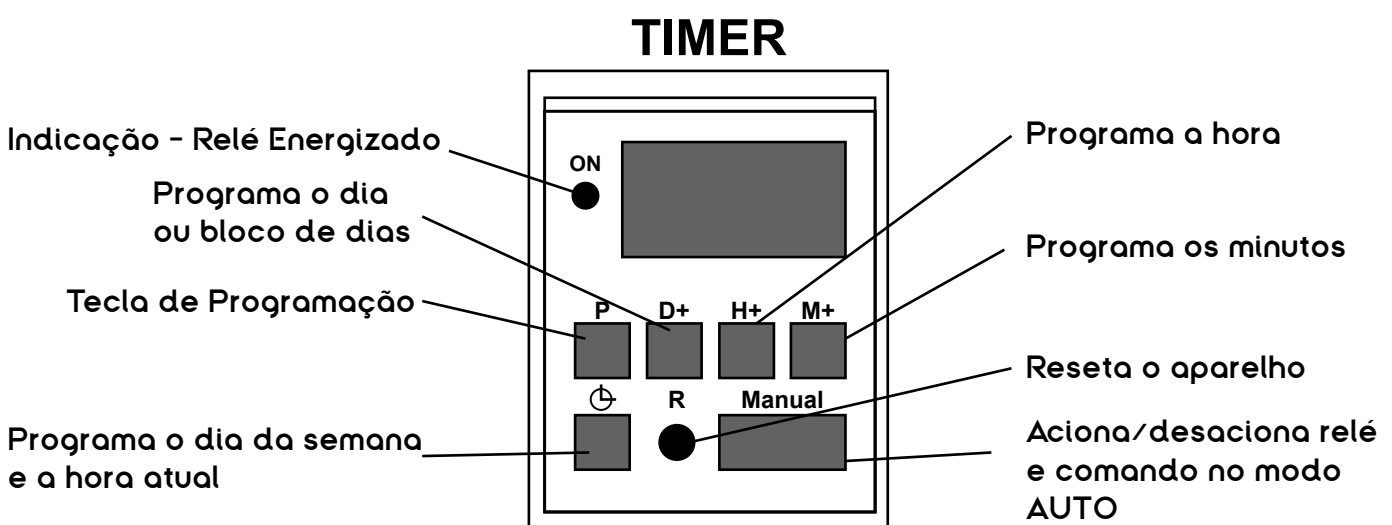 TIMER
Indicação - Relé Energizado
Programa o dia
ou bloco de dias
Tecla de Programação
Programa o dia da semana
e a hora atual
ON
P D+ H+ M+
R Manual
Programa a hora
Programa os minutos
Reseta o aparelho
Aciona/desaciona relé
e comando no modo
AUTO